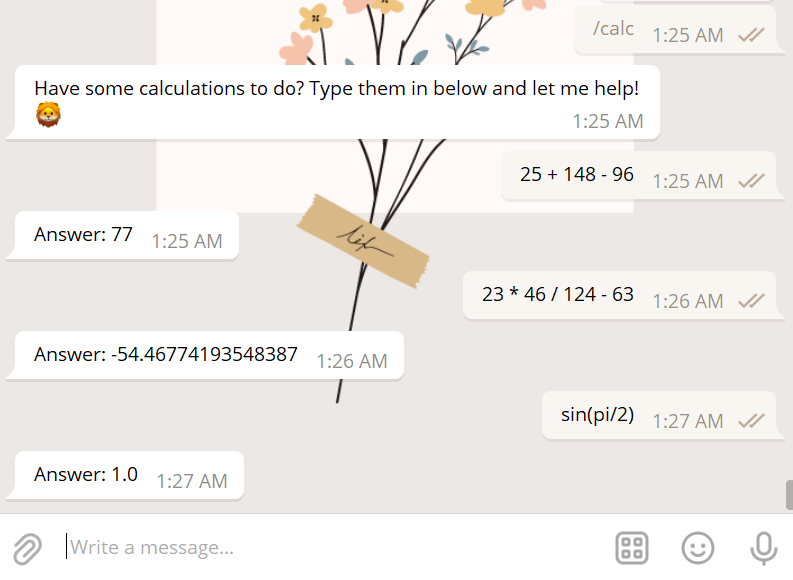 /calc 1:25 AM
Have some calculations to do? Type them in below and let me help!
1:25 AM
25 + 148 - 96 1:25 AM
Answer: 77 1:25 AM
23 * 46 / 124 - 63 1:26 AM
Answer: -54.46774193548387 1:26 AM
sin(pi/2) 1:27 AM
Answer: 1.0 1:27 AM
Write a message...